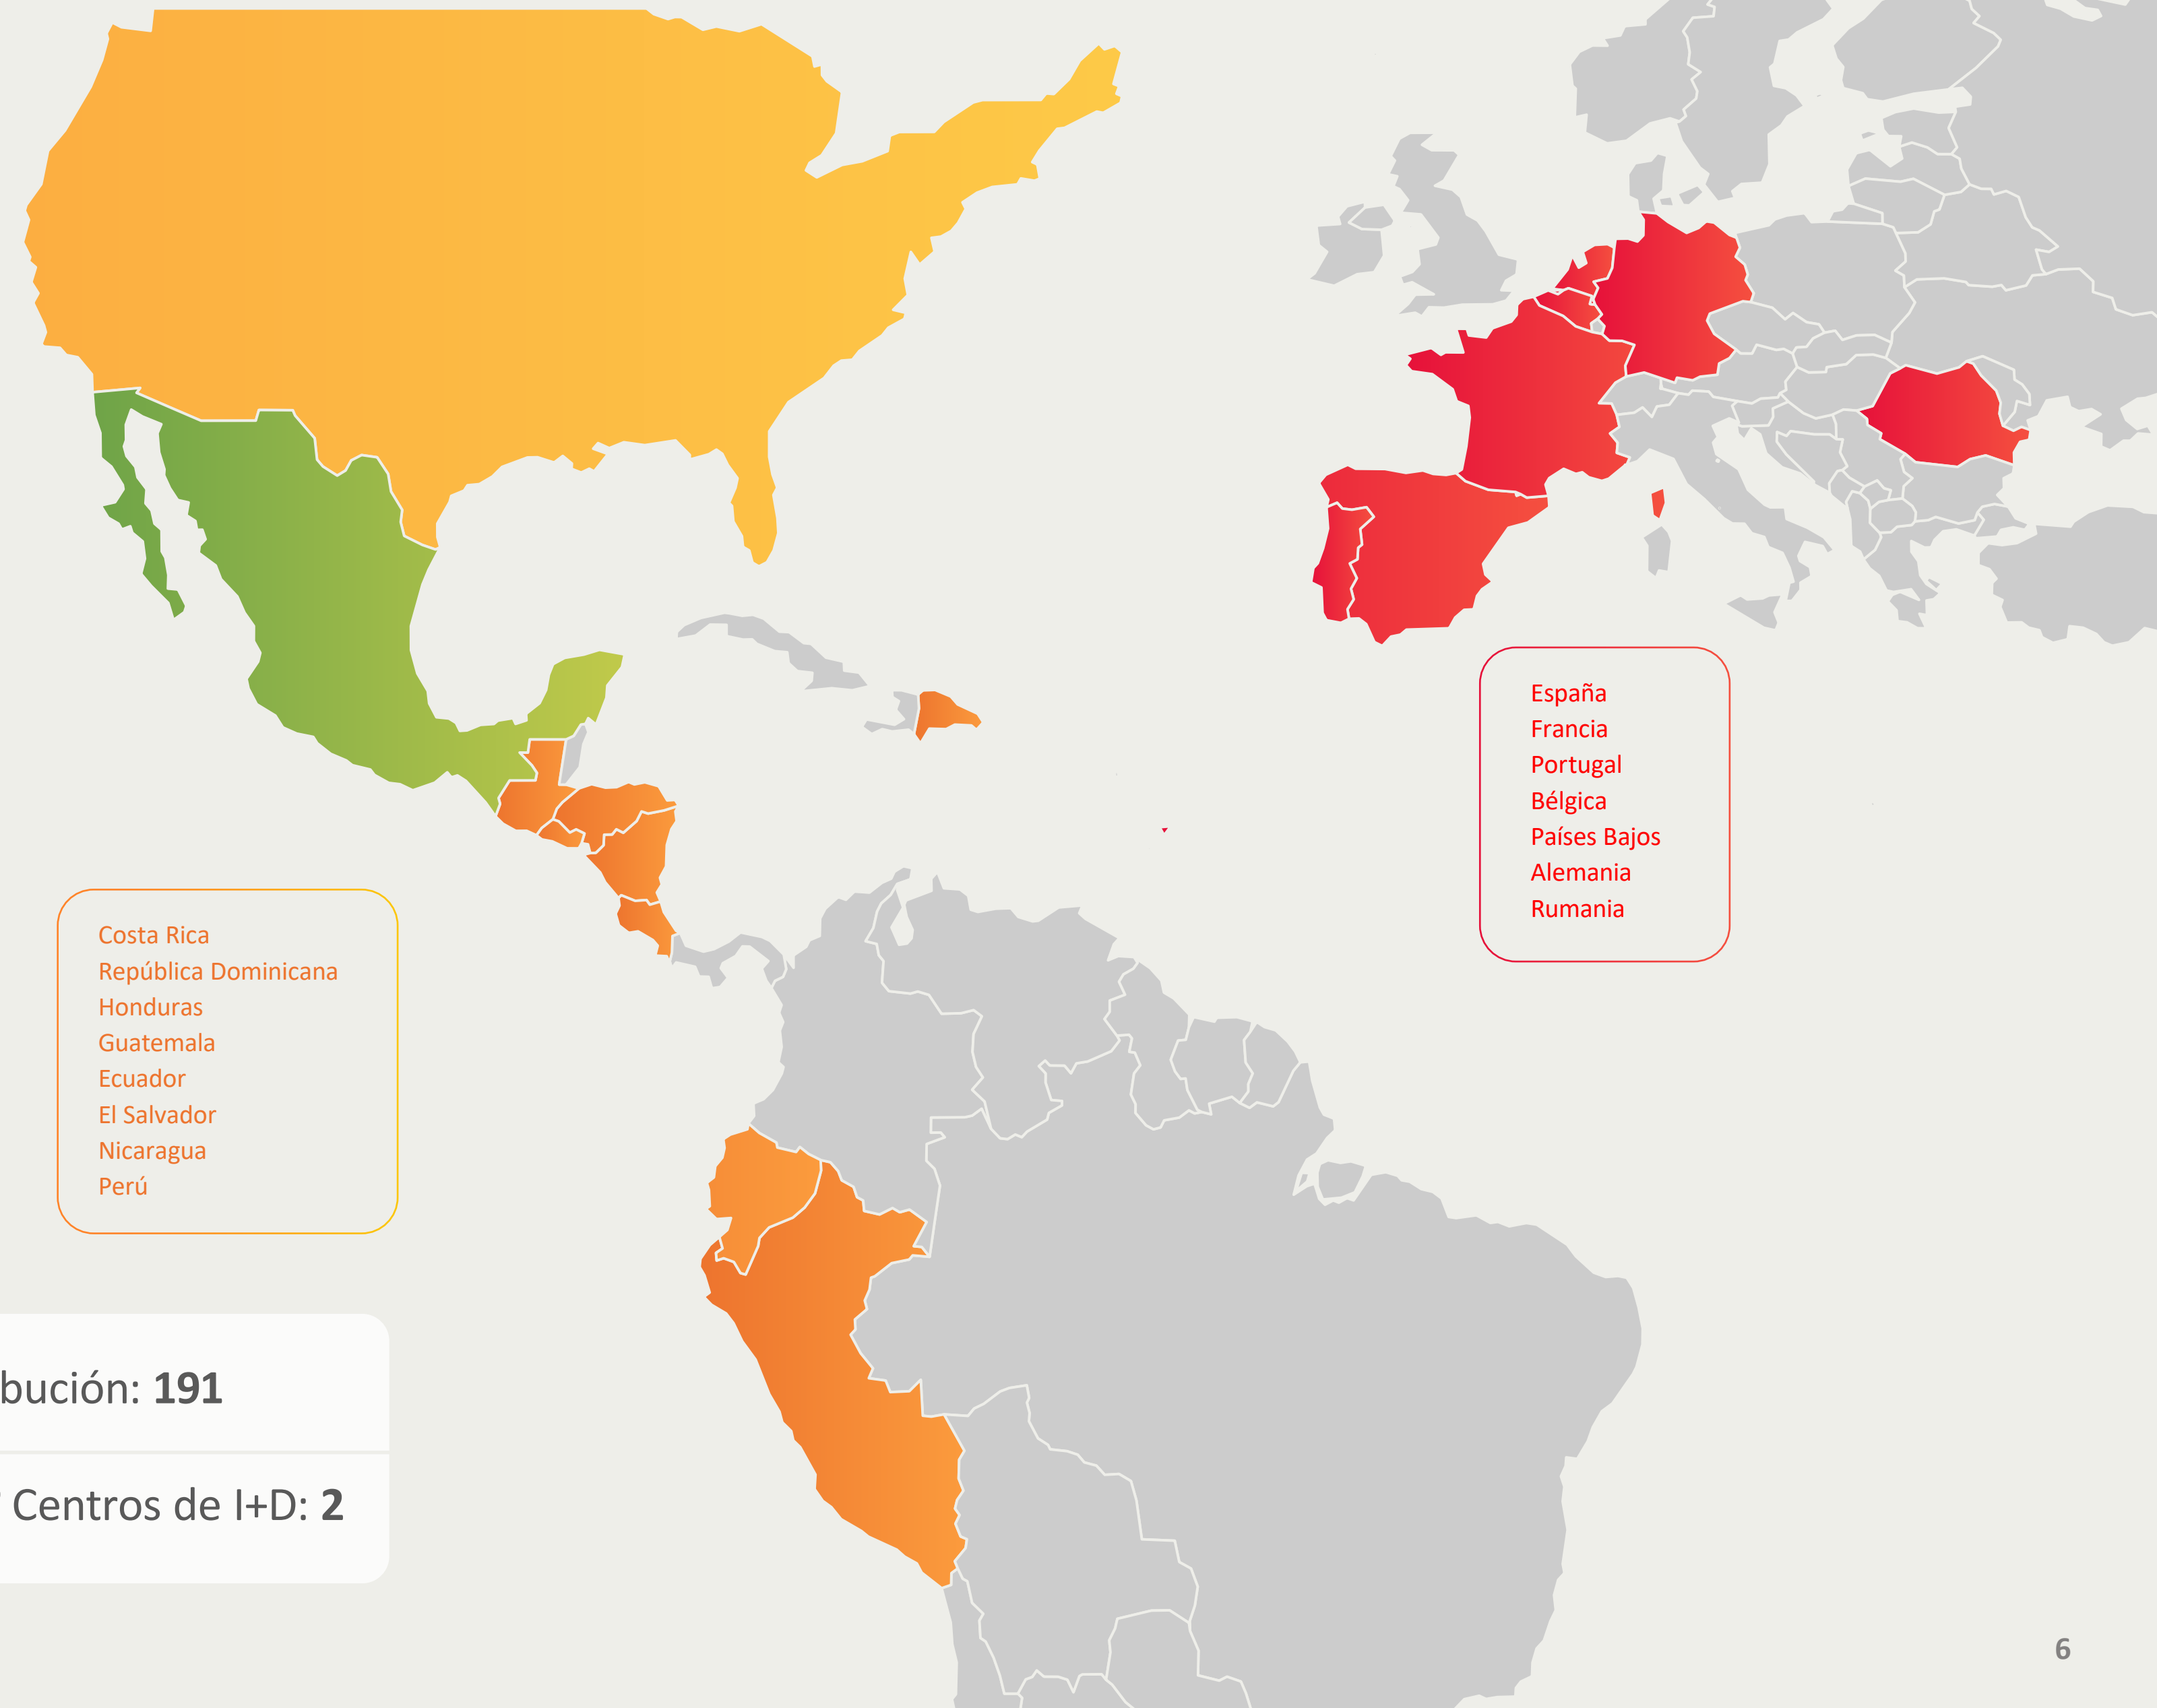 España
Francia
Portugal
Bélgica
Países Bajos
Alemania
Rumania
Costa Rica
República Dominicana
Honduras
Guatemala
Ecuador
El Salvador
Nicaragua
Perú
bución: 191
Centros de I+D: 2
6